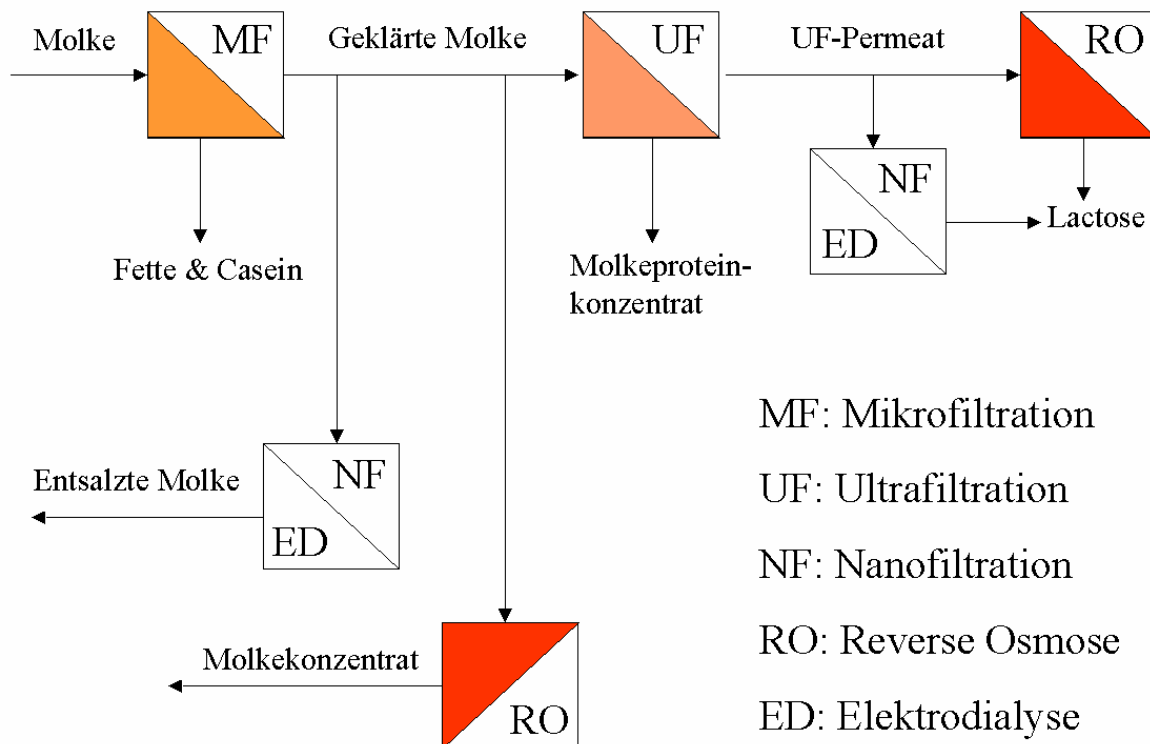 Molke
MF
Geklärte Molke
UF
UF-Permeat
RO
Fette & Casein
Molkeprotein-
konzentrat
NF
ED
Lactose
Entsalzte Molke
NF
ED
Molkekonzentrat
RO
MF: Mikrofiltration
UF: Ultrafiltration
NF: Nanofiltration
RO: Reverse Osmose
ED: Elektrodialyse